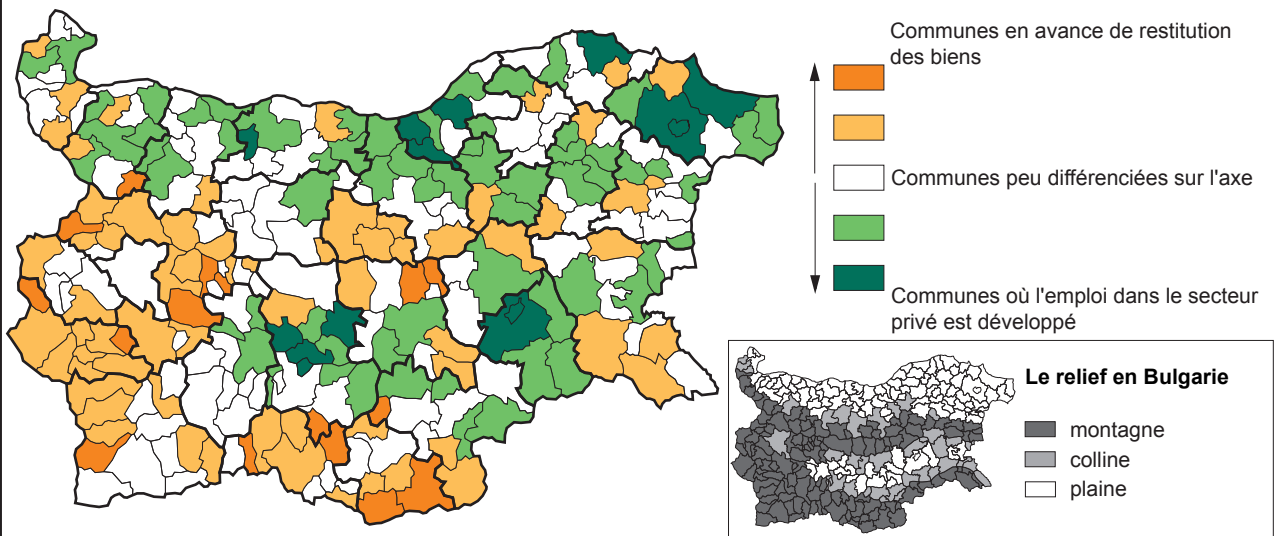 Communes en avance de restitution
des biens
Communes peu différenciées sur l'axe
Communes où l'emploi dans le secteur
privé est développé
Le relief en Bulgarie
montagne
colline
plaine